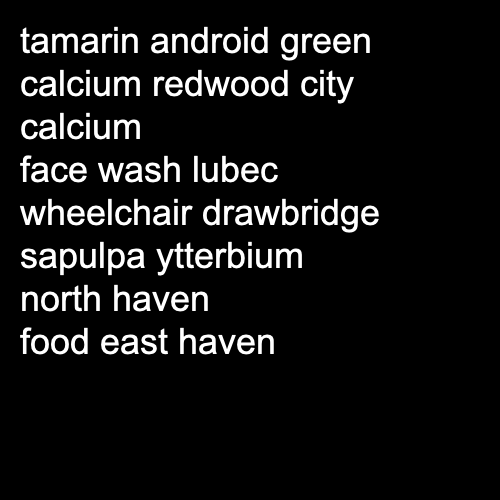 tamarin android green
calcium redwood city
calcium
face wash lubec
wheelchair drawbridge
sapulpa ytterbium
north haven
food east haven